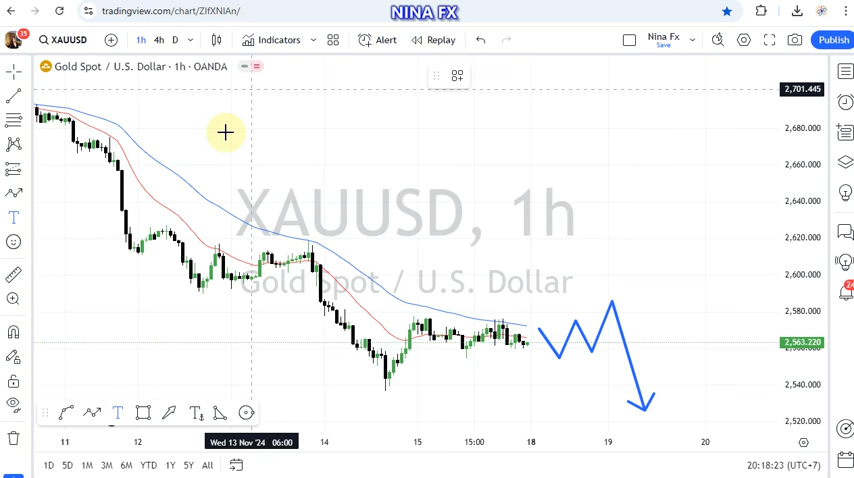 tradingview.com/chart/ZlfXNIAn/
NINA FX
35
XAUUSD
1h 4h D
Indicators
Alert
Replay
Nina Fx
Save
Publish
Gold Spot / U.S. Dollar · 1h · OANDA
2,701.445
2,680.000
2,660.000
2,640.000
2,620.000
2,600.000
2,580.000
2,563.220
2,540.000
2,520.000
XAUUSD, 1h
Gold Spot / U.S. Dollar
24
11 12 Wed 13 Nov '24 06:00 14 15 15:00 18 19 20
1D 5D 1M 3M 6M YTD 1Y 5Y All
20:18:23 (UTC+7)